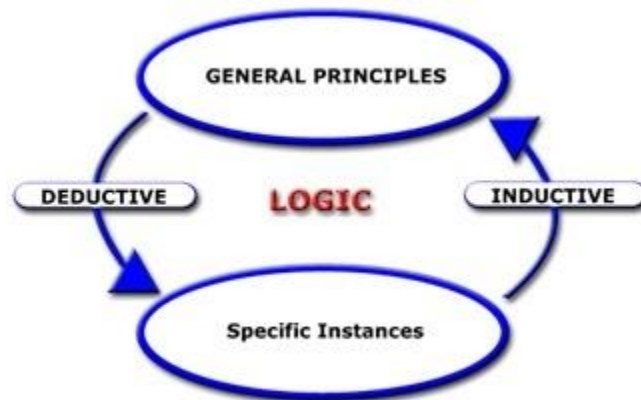 GENERAL PRINCIPLES
DEDUCTIVE
LOGIC
INDUCTIVE
Specific Instances